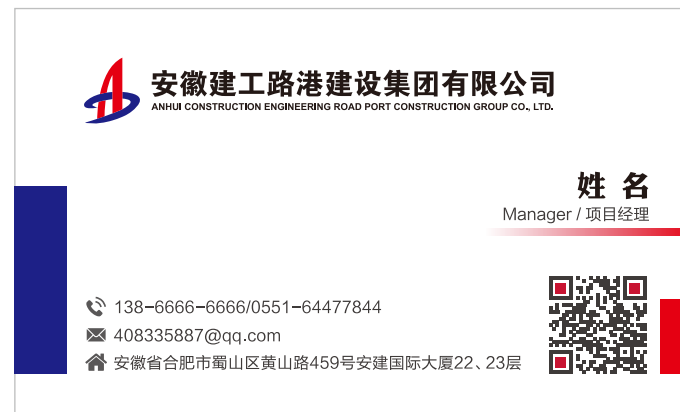 安徽建工路港建设集团有限公司
ANHUI CONSTRUCTION ENGINEERING ROAD PORT CONSTRUCTION GROUP CO., LTD.
姓 名
Manager / 项目经理
138-6666-6666/0551-64477844
408335887@qq.com
安徽省合肥市蜀山区黄山路459号安建国际大厦22、23层